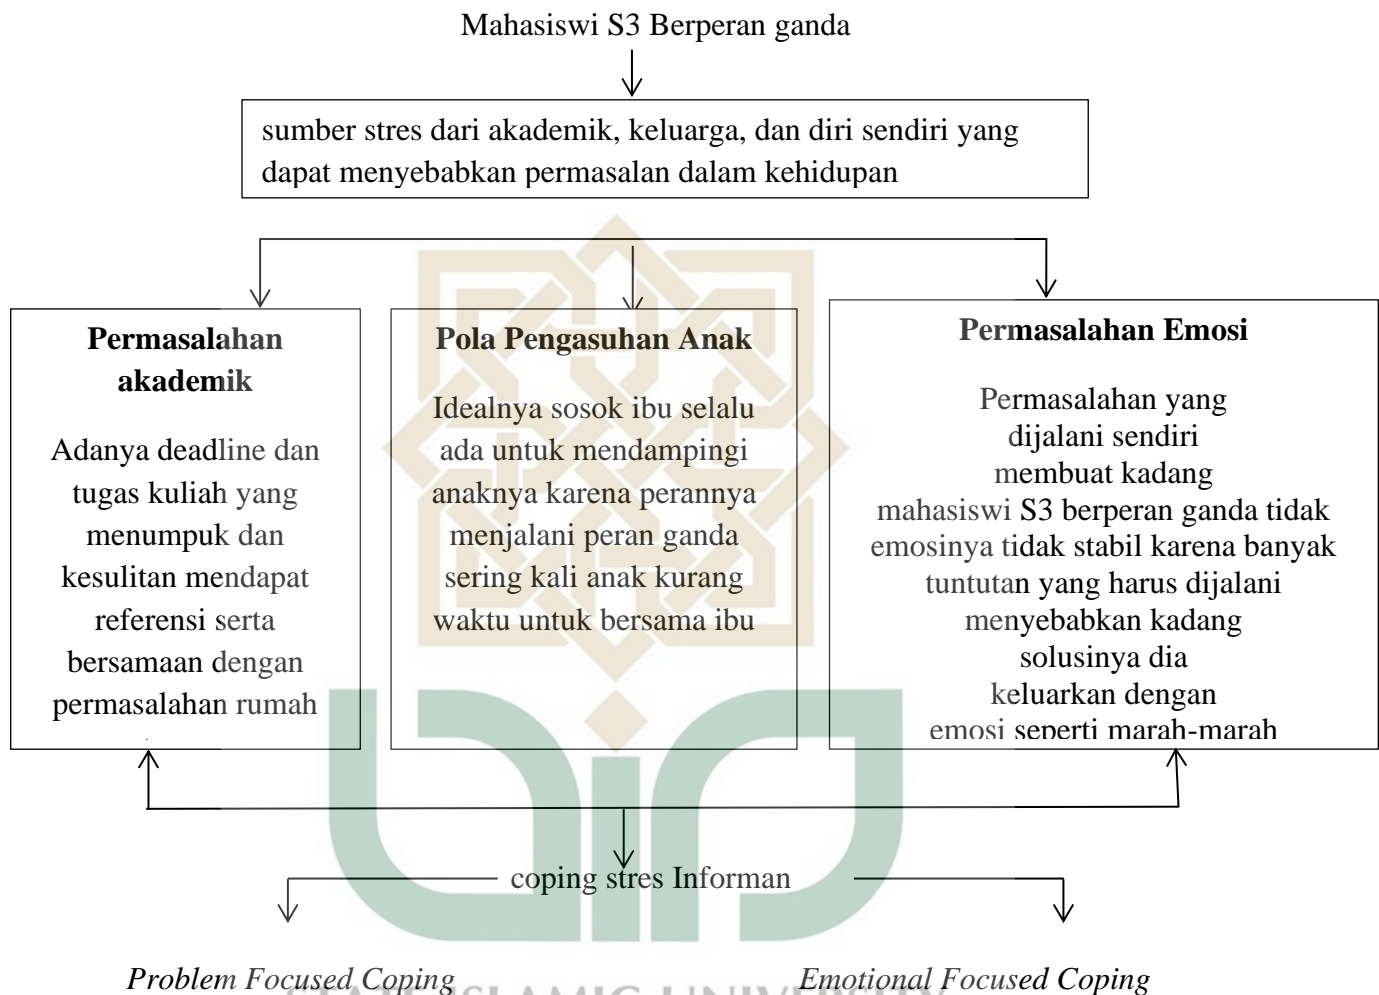 Mahasiswi S3 Berperan ganda
sumber stres dari akademik, keluarga, dan diri sendiri yang
dapat menyebabkan permasalan dalam kehidupan
Permasalahan
akademik
Adanya deadline dan
tugas kuliah yang
menumpuk dan
kesulitan mendapat
referensi serta
bersamaan dengan
permasalahan rumah
Pola Pengasuhan Anak
Idealnya sosok ibu selalu
ada untuk mendampingi
anaknya karena perannya
menjalani peran ganda
sering kali anak kurang
waktu untuk bersama ibu
Permasalahan Emosi
Permasalahan yang
dijalani sendiri
membuat kadang
mahasiswi S3 berperan ganda tidak
emosinya tidak stabil karena banyak
tuntutan yang harus dijalani
menyebabkan kadang
solusinya dia
keluarkan dengan
emosi seperti marah-marah
coping stres Informan
Problem Focused Coping
Emotional Focused Coping
STATE ISLAMIC UNIVERSITY